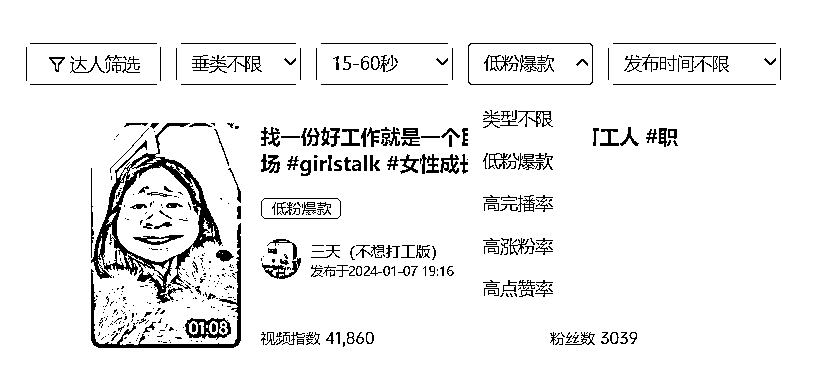 达人筛选 垂类不限 15-60秒 低粉爆款 发布时间不限
类型不限
低粉爆款
高完播率
高涨粉率
高点赞率
找一份好工作就是一个 工人 #职
场 #girlstalk #女性成长
低粉爆款
三天（不想打工版）
发布于2024-01-07 19:16
01:03
视频指数 41,860 粉丝数 3039